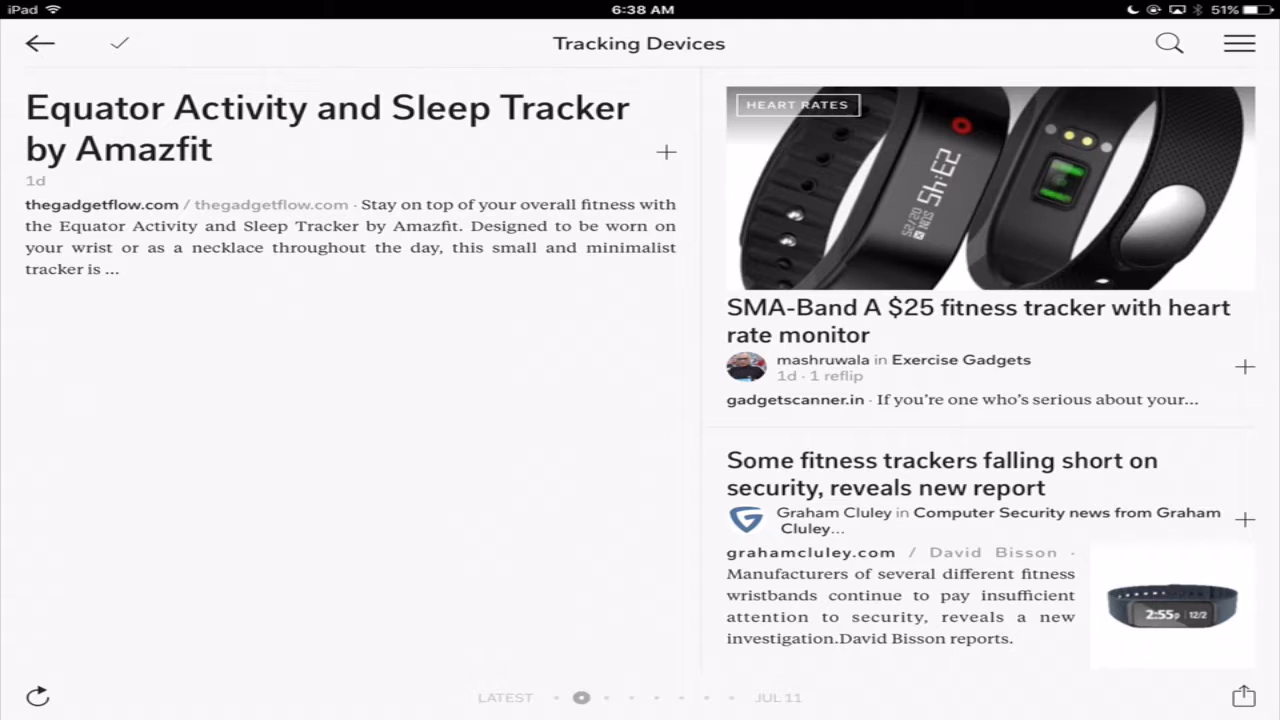 iPad
6:38 AM
51%
Tracking Devices
Equator Activity and Sleep Tracker
by Amazfit
1d
thegadgetflow.com / thegadgetflow.com · Stay on top of your overall fitness with
the Equator Activity and Sleep Tracker by Amazfit. Designed to be worn on
your wrist or as a necklace throughout the day, this small and minimalist
tracker is ...
HEART RATES
SMA-Band A $25 fitness tracker with heart
rate monitor
mashruwala in Exercise Gadgets
1d · 1 reflip
gadgetscanner.in · If you're one who's serious about your...
Some fitness trackers falling short on
security, reveals new report
Graham Cluley in Computer Security news from Graham
Cluley...
grahamcluley.com / David Bisson ·
Manufacturers of several different fitness
wristbands continue to pay insufficient
attention to security, reveals a new
investigation.David Bisson reports.
2:55p 12/2
LATEST
JUL 11